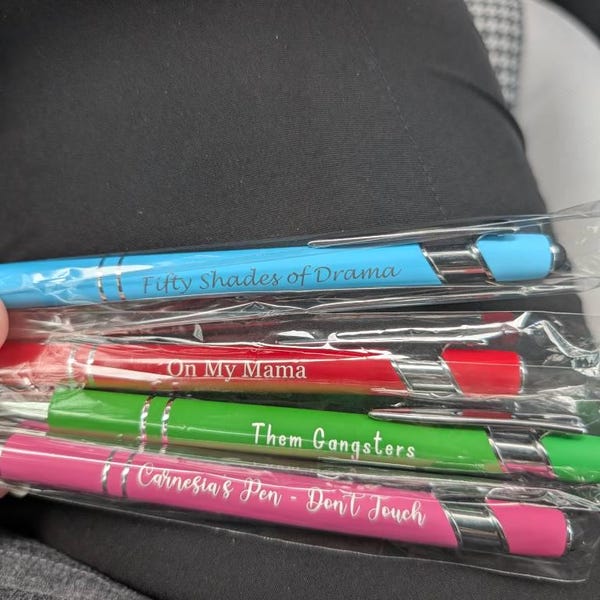 Fifty Shades of Drama
On My Mama
Them Gangsters
Carnesia's Pen - Don't Touch